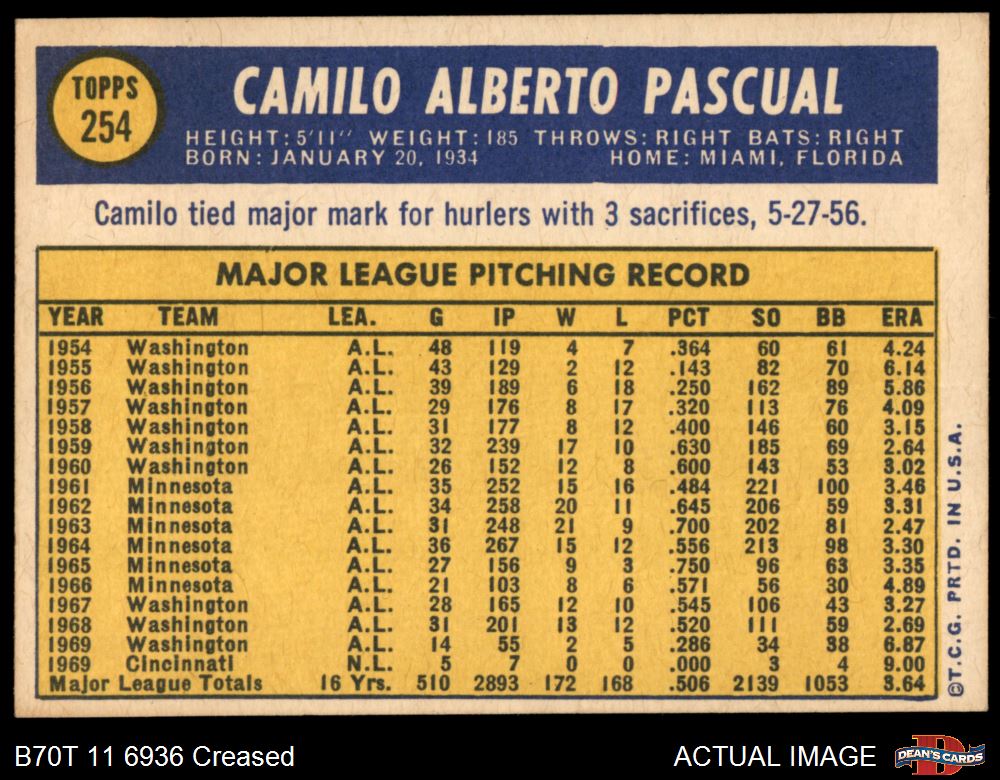 TOPPS
254
CAMILO ALBERTO PASCUAL
HEIGHT: 5'11" WEIGHT: 185 THROWS: RIGHT BATS: RIGHT
BORN: JANUARY 20, 1934 HOME: MIAMI, FLORIDA
Camilo tied major mark for hurlers with 3 sacrifices, 5-27-56.
MAJOR LEAGUE PITCHING RECORD
YEAR TEAM LEA. G IP W L PCT SO BB ERA
1954 Washington A.L. 48 119 4 7 .364 60 61 4.24
1955 Washington A.L. 43 129 2 12 .143 82 70 6.14
1956 Washington A.L. 39 189 6 18 .250 162 89 5.86
1957 Washington A.L. 29 176 8 17 .320 113 76 4.09
1958 Washington A.L. 31 177 8 12 .400 146 60 3.15
1959 Washington A.L. 32 239 17 10 .630 185 69 2.64
1960 Washington A.L. 26 152 12 8 .600 143 53 3.02
1961 Minnesota A.L. 35 252 15 16 .484 221 100 3.46
1962 Minnesota A.L. 34 258 20 11 .645 206 59 3.31
1963 Minnesota A.L. 31 248 21 9 .700 202 81 2.47
1964 Minnesota A.L. 36 267 15 12 .556 213 98 3.30
1965 Minnesota A.L. 27 156 9 3 .750 96 63 3.35
1966 Minnesota A.L. 21 103 8 6 .571 56 30 4.89
1967 Washington A.L. 28 165 12 10 .545 106 43 3.27
1968 Washington A.L. 31 201 13 12 .520 111 59 2.69
1969 Washington A.L. 14 55 2 5 .286 34 38 6.87
1969 Cincinnati N.L. 5 7 0 0 .000 3 4 9.00
Major League Totals 16 Yrs. 510 2893 172 168 .506 2139 1053 3.64
©T.C.G. PRTD. IN U.S.A.
B70T 11 6936 Creased
ACTUAL IMAGE
DEAN'S CARDS